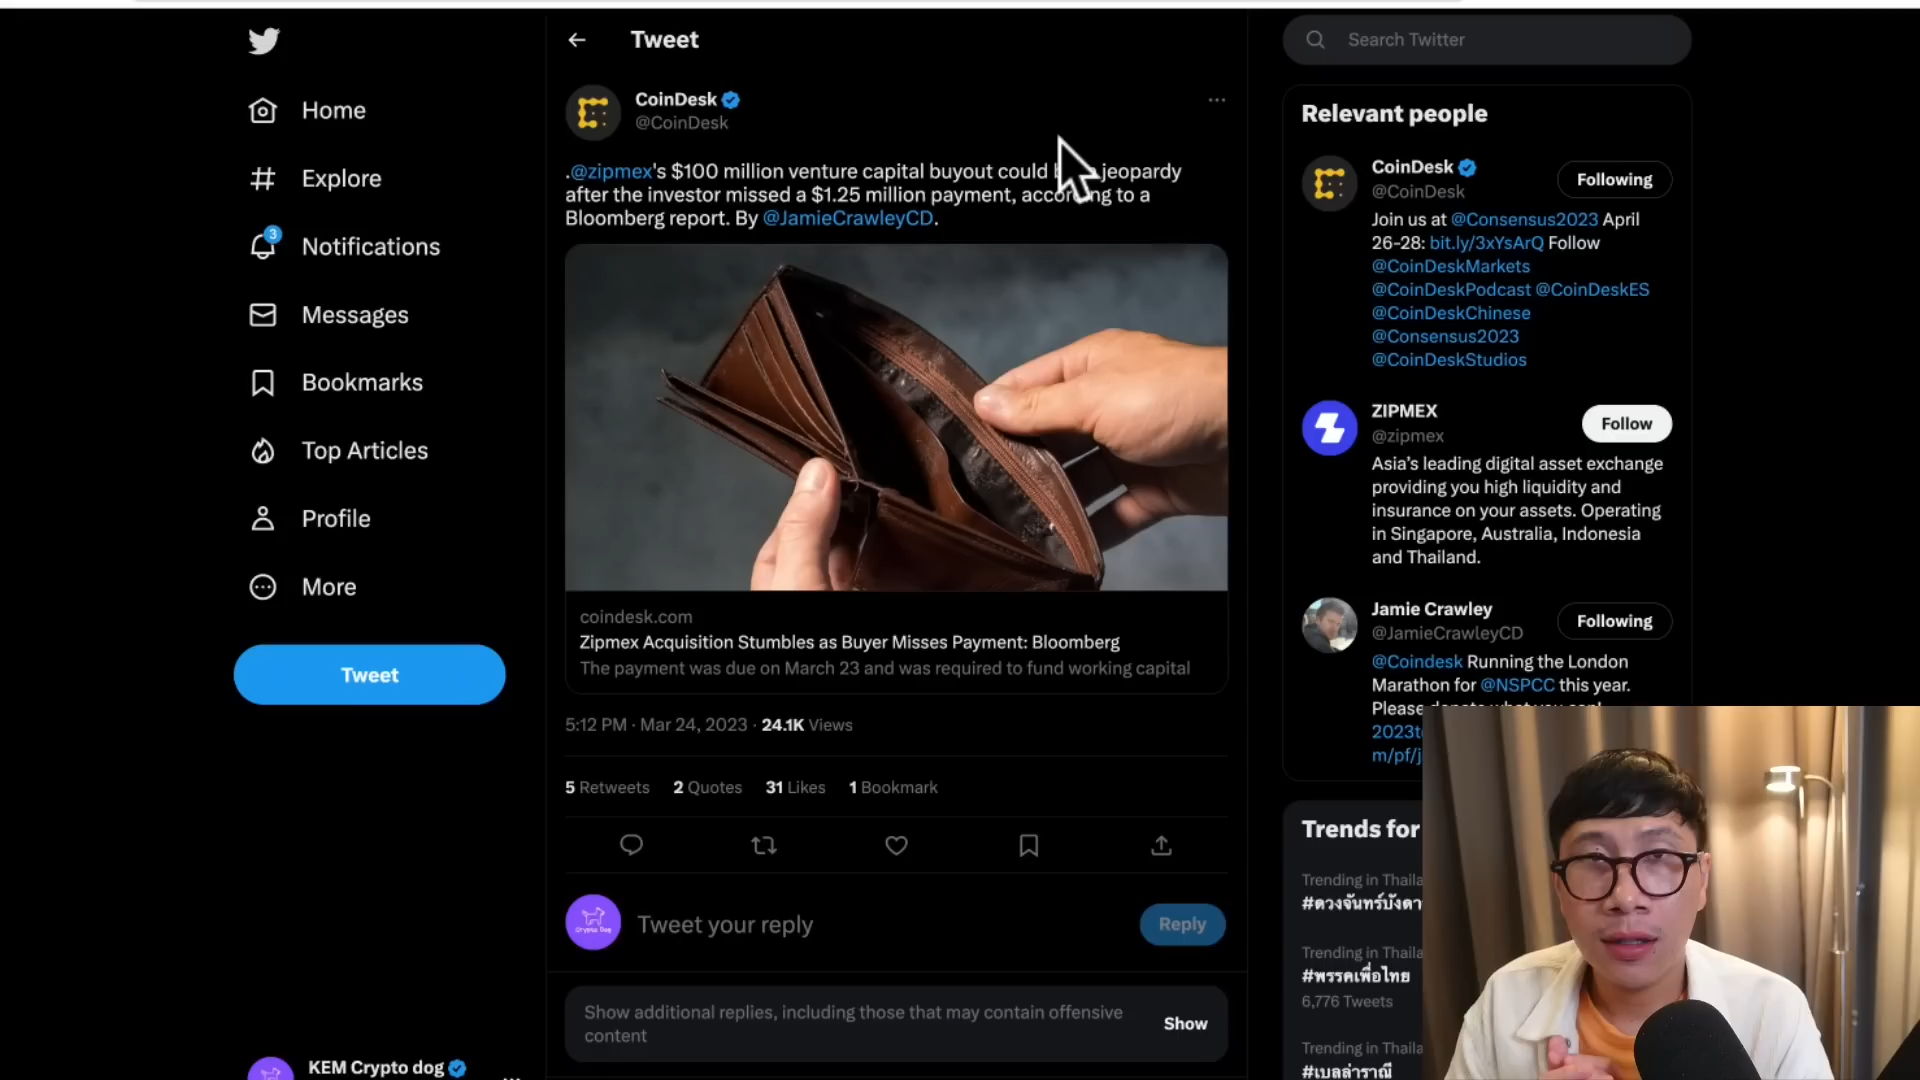 Home
Explore
3
Notifications
Messages
Bookmarks
Top Articles
Profile
More
Tweet
KEM Crypto dog
Tweet
CoinDesk
@CoinDesk
.@zipmex's $100 million venture capital buyout could jeopardy
after the investor missed a $1.25 million payment, according to a
Bloomberg report. By @JamieCrawleyCD.
coindesk.com
Zipmex Acquisition Stumbles as Buyer Misses Payment: Bloomberg
The payment was due on March 23 and was required to fund working capital
5:12 PM · Mar 24, 2023 · 24.1K Views
5 Retweets 2 Quotes 31 Likes 1 Bookmark
Crypto Dog
Tweet your reply
Reply
Show additional replies, including those that may contain offensive
content
Show
Search Twitter
Relevant people
CoinDesk
@CoinDesk
Following
Join us at @Consensus2023 April
26-28: bit.ly/3xYsArQ Follow
@CoinDeskMarkets
@CoinDeskPodcast @CoinDeskES
@CoinDeskChinese
@Consensus2023
@CoinDeskStudios
ZIPMEX
@zipmex
Follow
Asia's leading digital asset exchange
providing you high liquidity and
insurance on your assets. Operating
in Singapore, Australia, Indonesia
and Thailand.
Jamie Crawley
@JamieCrawleyCD
Following
@Coindesk Running the London
Marathon for @NSPCC this year.
Please
m/pf/j
Trends for
Trending in Thaila
#ดวงจันทร์บังดา
Trending in Thaila
#พรรคเพื่อไทย
6,776 Tweets
Trending in Thaila
#เบลล่าราณี